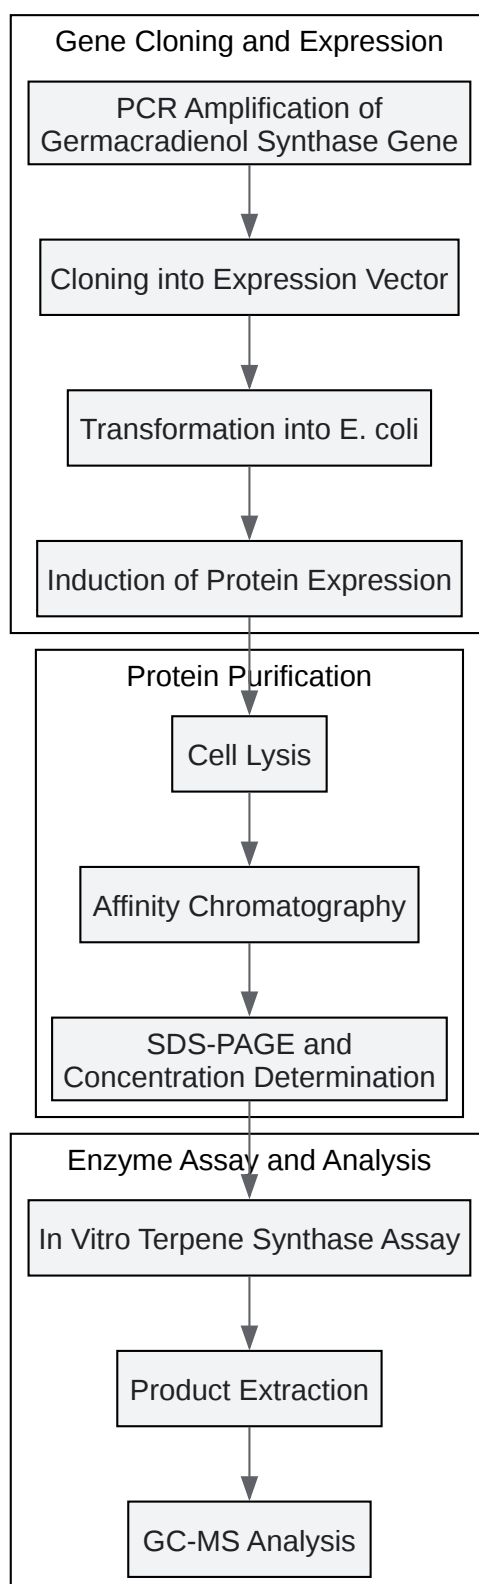 Gene Cloning and Expression
PCR Amplification of
Germacradienol Synthase Gene
Cloning into Expression Vector
Transformation into E. coli
Induction of Protein Expression
Protein Purification
Cell Lysis
Affinity Chromatography
SDS-PAGE and
Concentration Determination
Enzyme Assay and Analysis
In Vitro Terpene Synthase Assay
Product Extraction
GC-MS Analysis